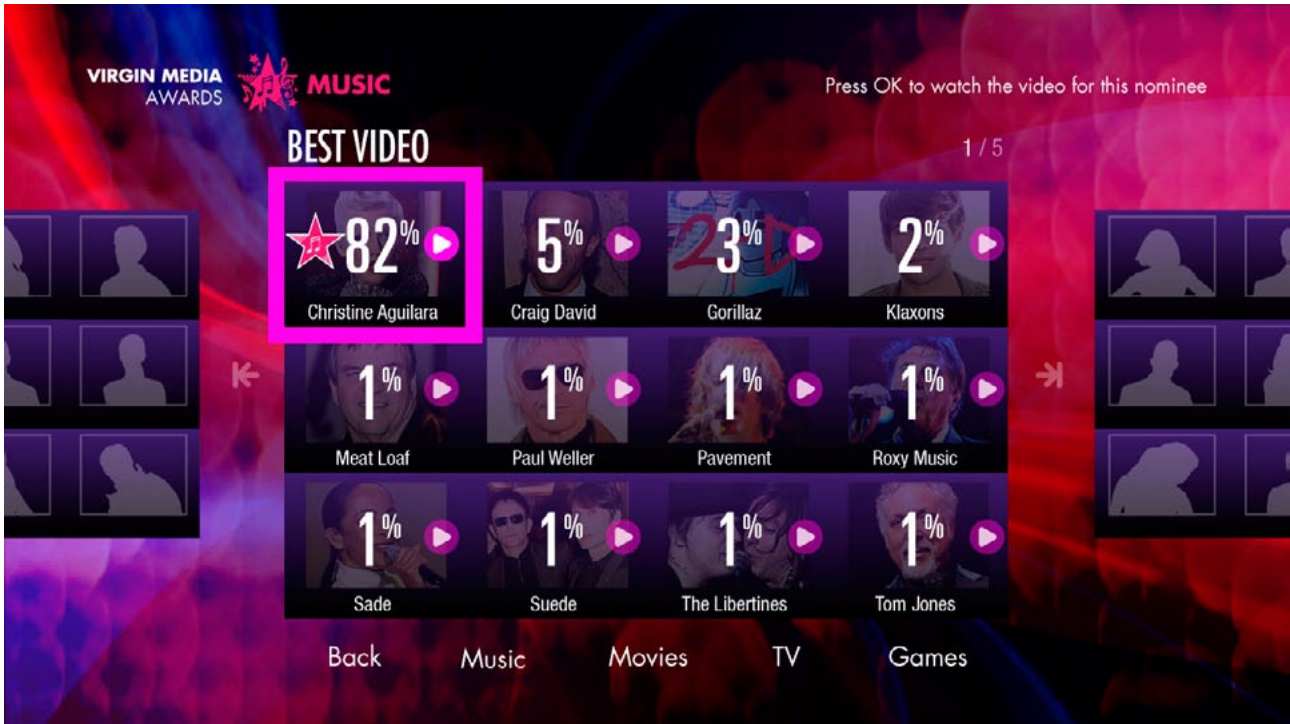 VIRGIN MEDIA
AWARDS
MUSIC
Press OK to watch the video for this nominee
BEST VIDEO
1 / 5
82% 5% 3% 2%
Christine Aguilara Craig David Gorillaz Klaxons
1% 1% 1% 1%
Meat Loaf Paul Weller Pavement Roxy Music
1% 1% 1% 1%
Sade Suede The Libertines Tom Jones
Back Music Movies TV Games